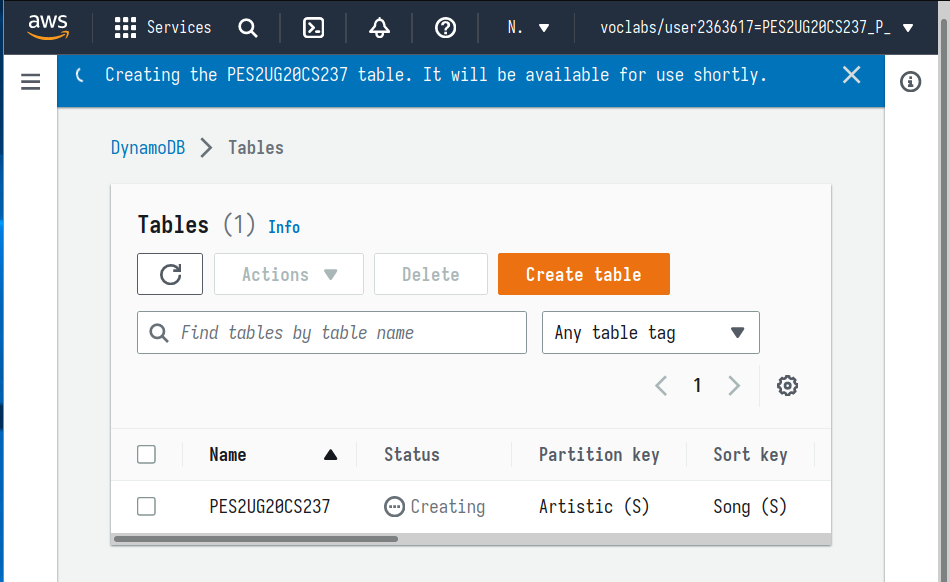 aws Services N. voclabs/user2363617=PES2UG20CS237_P_
Creating the PES2UG20CS237 table. It will be available for use shortly.
DynamoDB Tables
Tables (1) Info
Actions Delete Create table
Find tables by table name Any table tag
1
Name Status Partition key Sort key
PES2UG20CS237 Creating Artistic (S) Song (S)